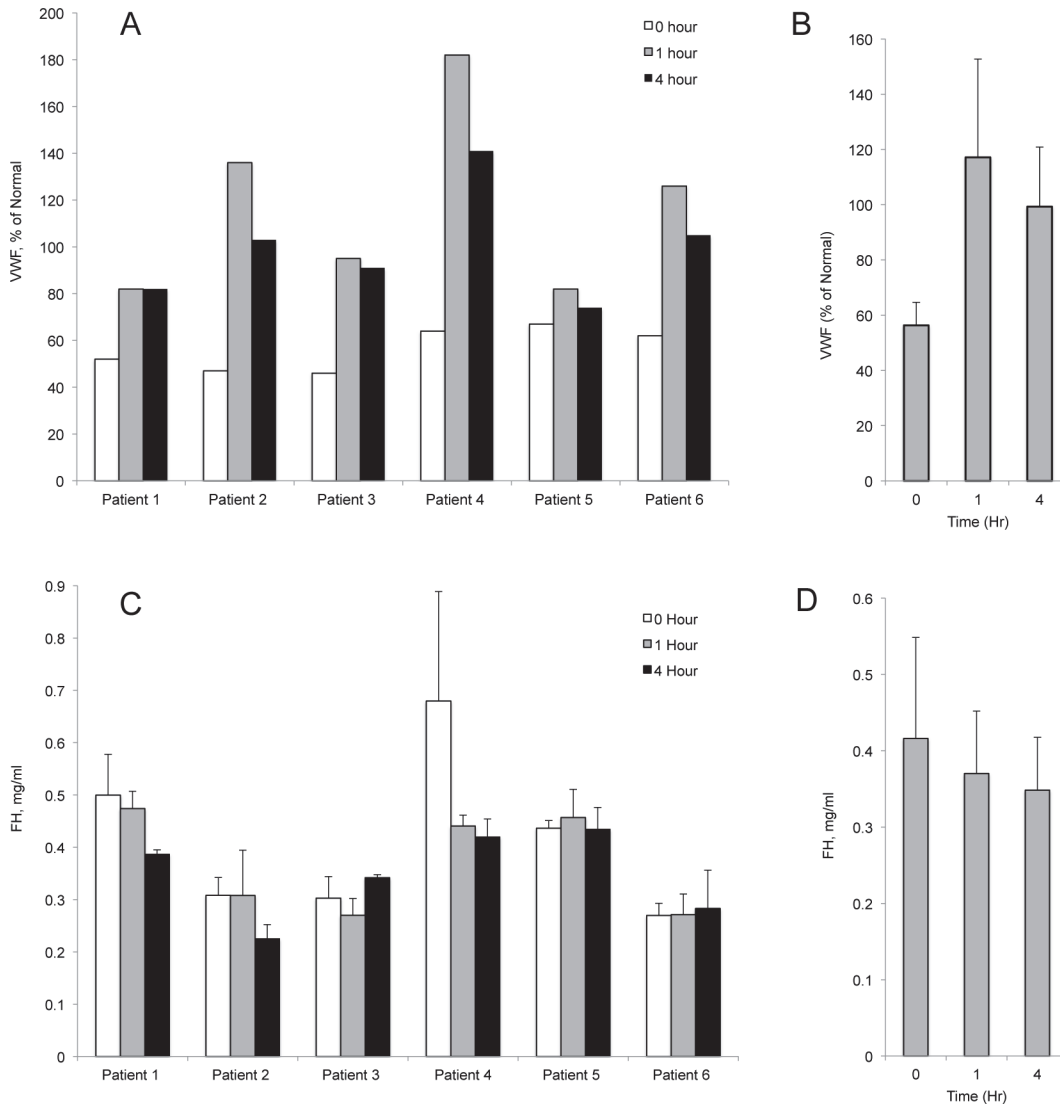 A
0 hour
1 hour
4 hour
VWF, % of Normal
200
180
160
140
120
100
80
60
40
20
0
Patient 1
Patient 2
Patient 3
Patient 4
Patient 5
Patient 6
B
VWF (% of Normal)
160
140
120
100
80
60
40
20
0
0
1
4
Time (Hr)
C
0 Hour
1 Hour
4 Hour
FH, mg/ml
0.9
0.8
0.7
0.6
0.5
0.4
0.3
0.2
0.1
0
Patient 1
Patient 2
Patient 3
Patient 4
Patient 5
Patient 6
D
FH, mg/ml
0.6
0.5
0.4
0.3
0.2
0.1
0
0
1
4
Time (Hr)